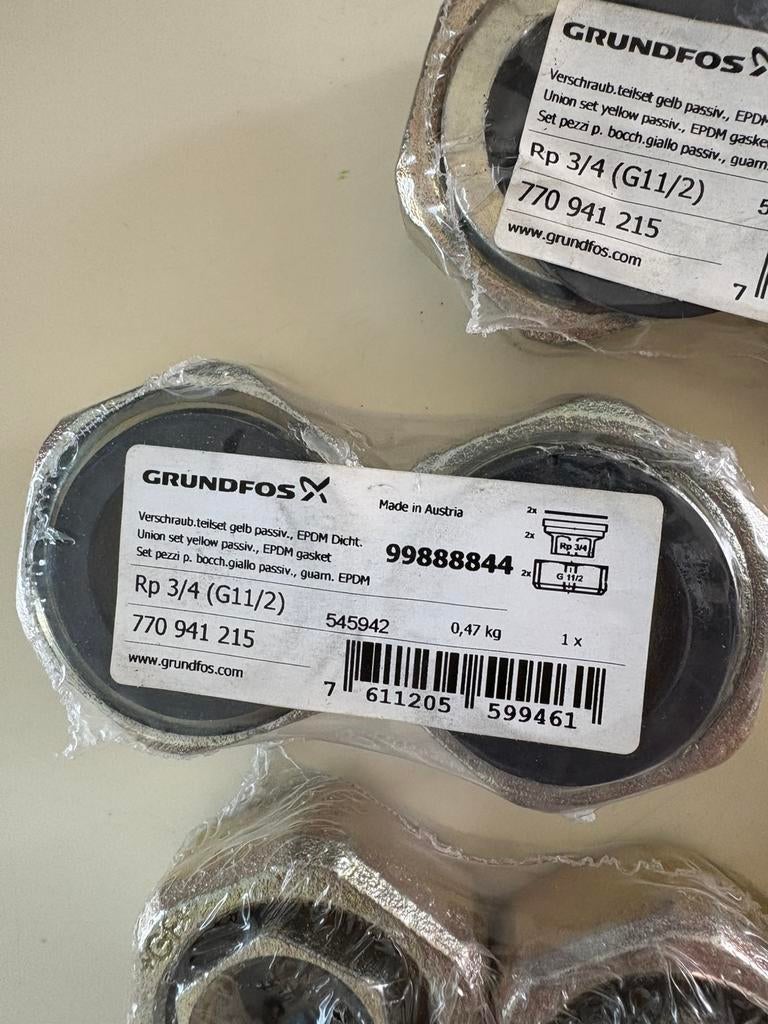 GRUNDFOS
Verschraub.teilset gelb passiv., EPDM
Union set yellow passiv., EPDM
Set pezzi p. bocch.giallo passiv., guarn.
Rp 3/4 (G11/2)
770 941 215
www.grundfos.com
7
GRUNDFOS
Made in Austria
Verschraub.teilset gelb passiv., EPDM Dicht.
Union set yellow passiv., EPDM gasket
Set pezzi p. bocch.giallo passiv., guarn. EPDM
99888844
2x
2x
Rp 3/4
2x
G 11/2
Rp 3/4 (G11/2)
545942
0,47 kg
1 x
770 941 215
www.grundfos.com
7 611205 599461